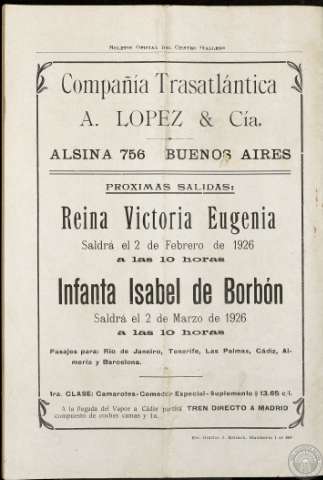 BOLETIN OFICIAL DEL CENTRO GALLEGO
Compañía Trasatlántica
A. LOPEZ & Cía.
ALSINA 756 BUENOS AIRES
PROXIMAS SALIDAS:
Reina Victoria Eugenia
Saldrá el 2 de Febrero de 1926
a las 10 horas
Infanta Isabel de Borbón
Saldrá el 2 de Marzo de 1926
a las 10 horas
Pasajes para: Río de Janeiro, Tenerife, Las Palmas, Cádiz, Al-
mería y Barcelona.
1ra. CLASE: Camarotes-Comedor Especial-Suplemento $ 13.65 c/l.
A la llegada del Vapor a Cádiz partirá TREN DIRECTO A MADRID
compuesto de coches camas y 1a.